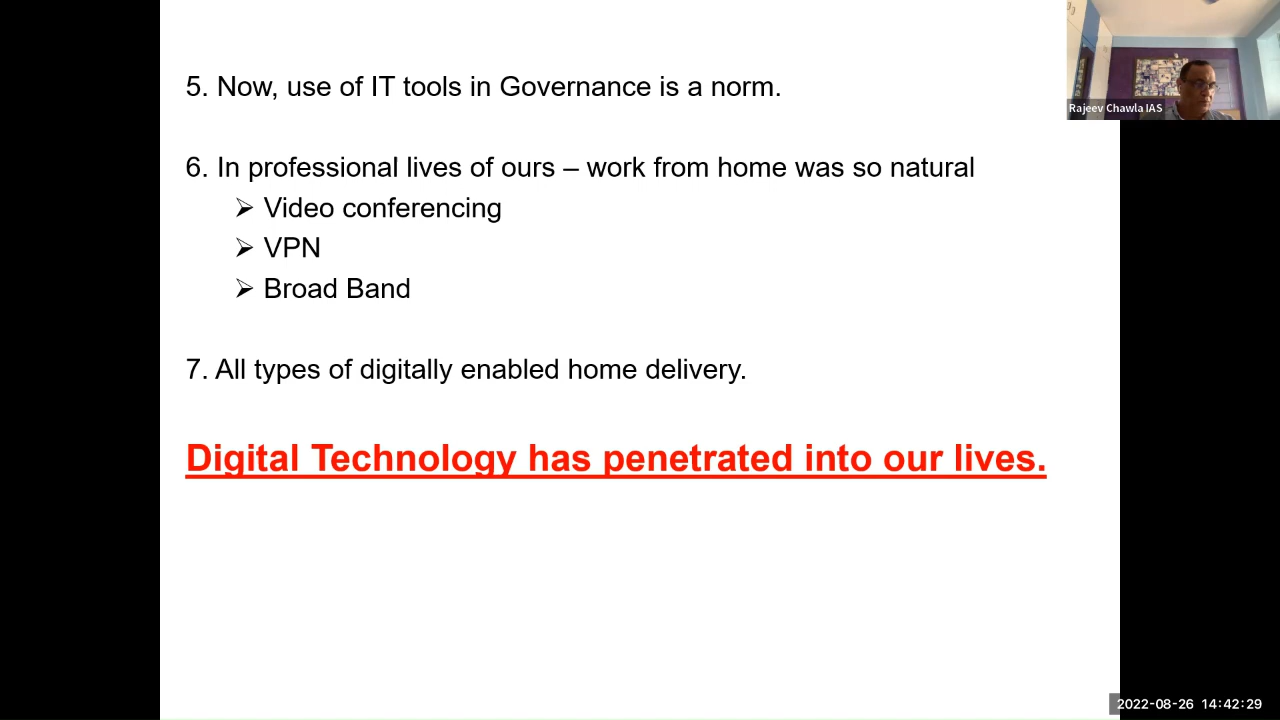 5. Now, use of IT tools in Governance is a norm.
Rajeev Chawla IAS
6. In professional lives of ours – work from home was so natural
➢ Video conferencing
➢ VPN
➢ Broad Band
7. All types of digitally enabled home delivery.
Digital Technology has penetrated into our lives.
2022-08-26 14:42:29